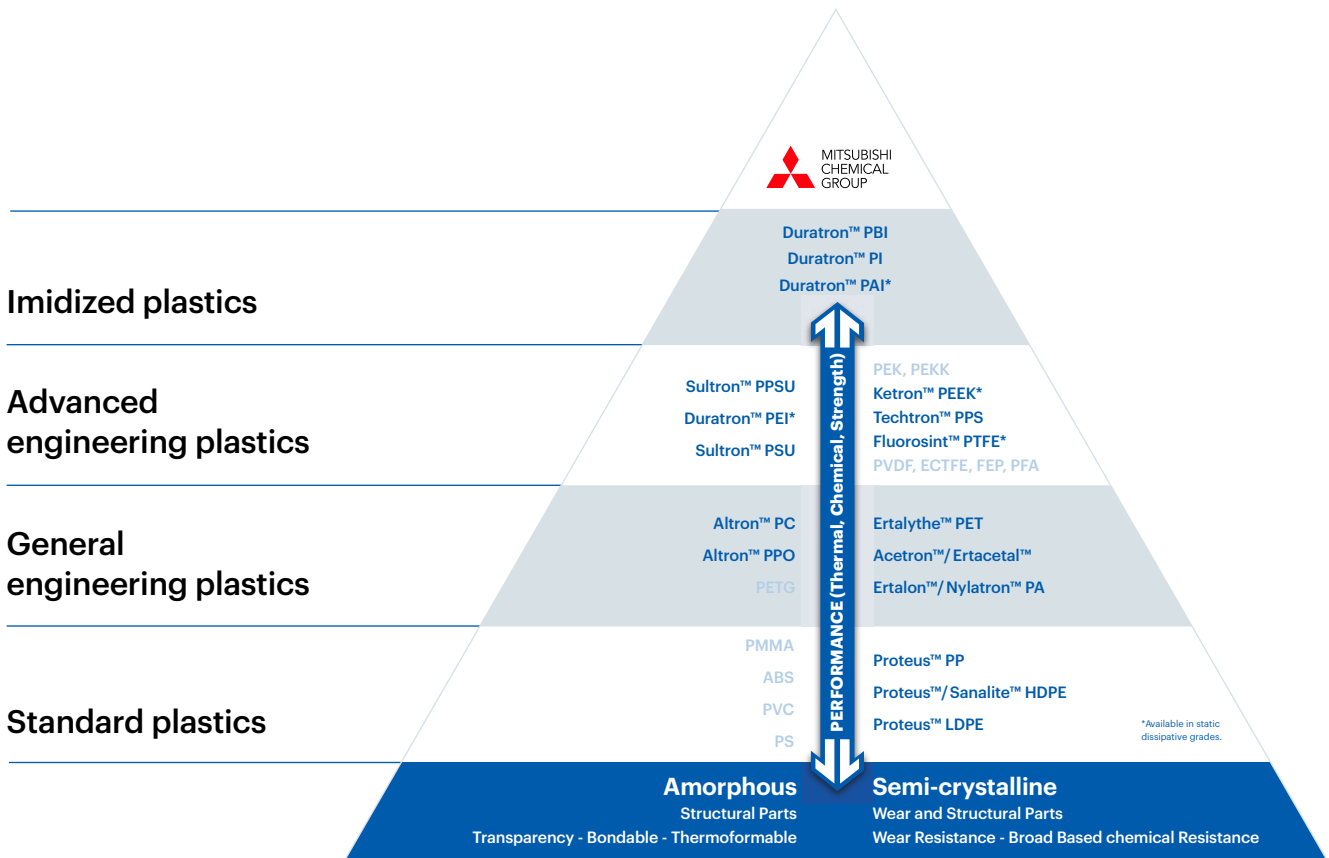 MITSUBISHI
CHEMICAL
GROUP
Imidized plastics
Duratron™ PBI
Duratron™ PI
Duratron™ PAI*
Advanced
engineering plastics
Sultron™ PPSU
Duratron™ PEI*
Sultron™ PSU
PEK, PEKK
Ketron™ PEEK*
Techtron™ PPS
Fluorosint™ PTFE*
PVDF, ECTFE, FEP, PFA
General
engineering plastics
Altron™ PC
Altron™ PPO
PETG
Ertalythe™ PET
Acetron™/Ertacetal™
Ertalon™/Nylatron™ PA
Standard plastics
PMMA
ABS
PVC
PS
Proteus™ PP
Proteus™/Sanalite™ HDPE
Proteus™ LDPE
*Available in static
dissipative grades.
PERFORMANCE (Thermal, Chemical, Strength)
Amorphous
Structural Parts
Transparency - Bondable - Thermoformable
Semi-crystalline
Wear and Structural Parts
Wear Resistance - Broad Based chemical Resistance